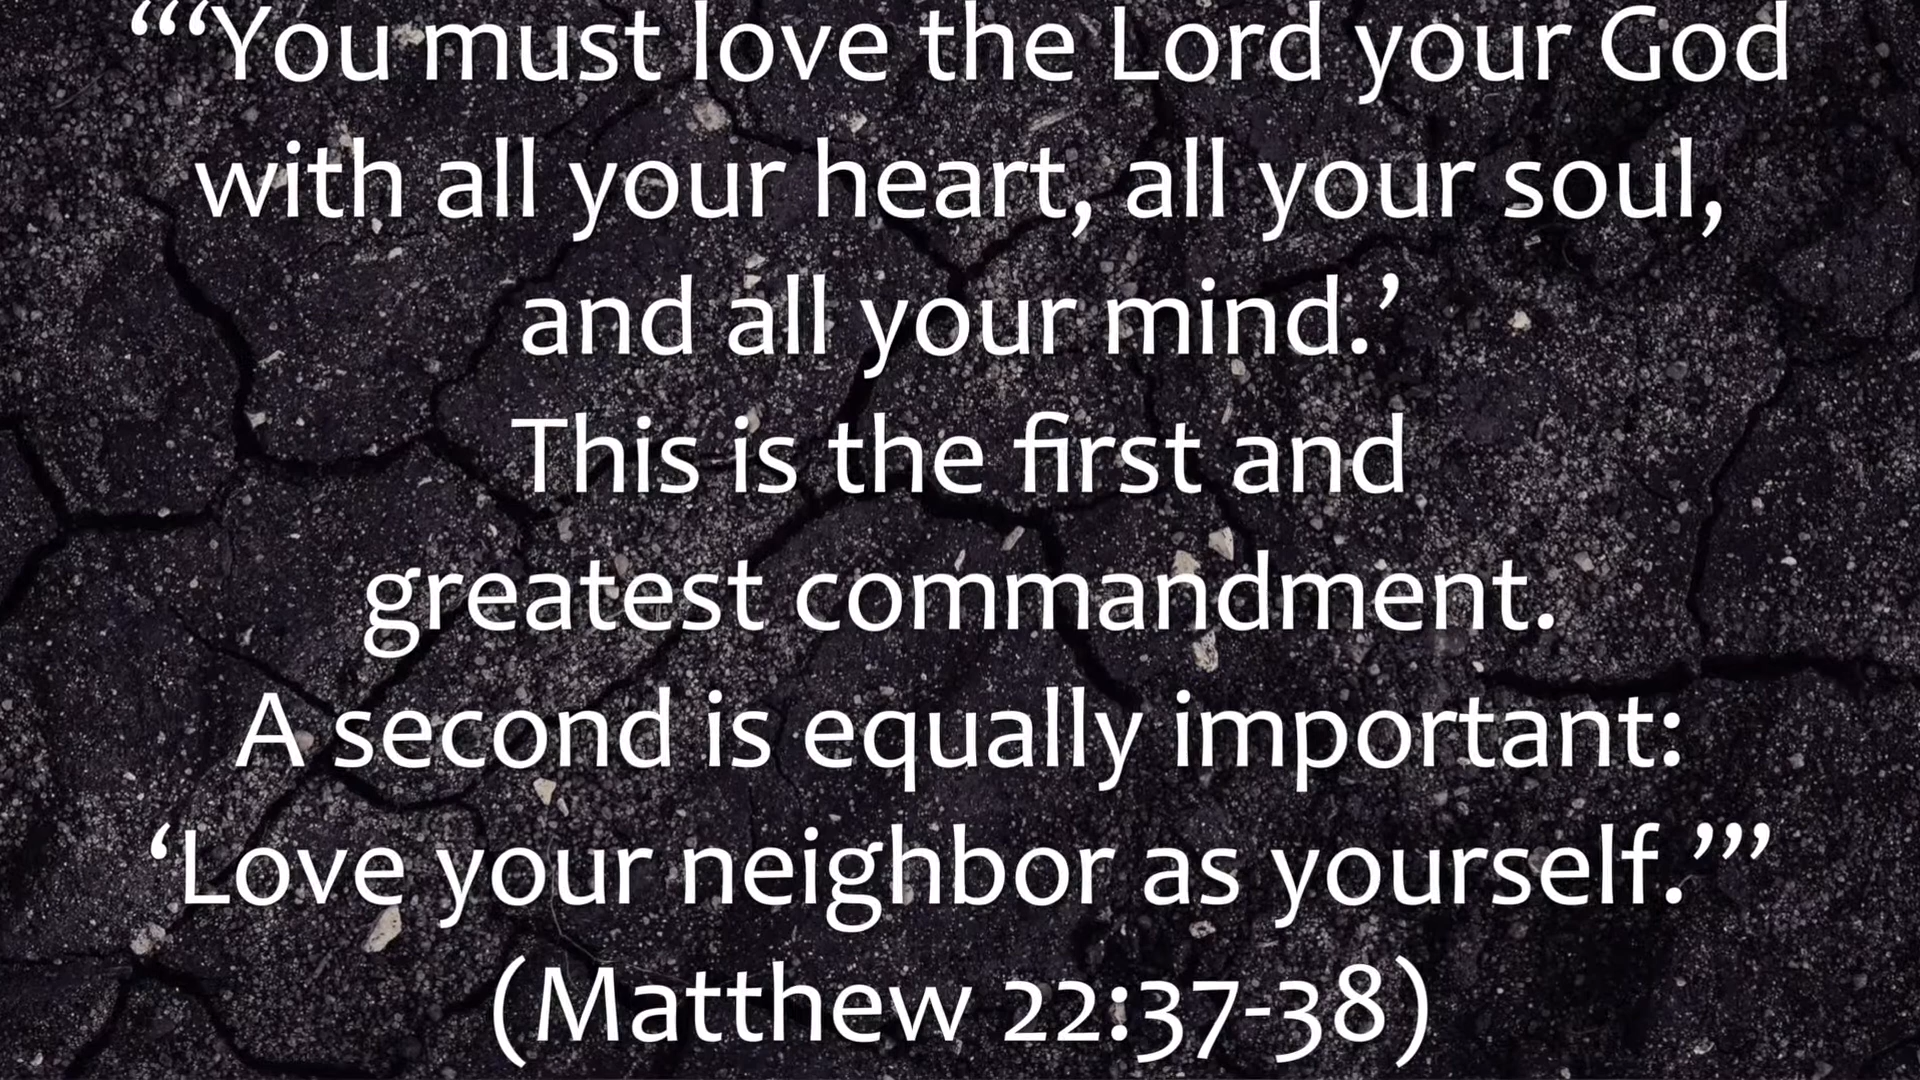 “‘“You must love the Lord your God
with all your heart, all your soul,
and all your mind.’
This is the first and
greatest commandment.
A second is equally important:
‘Love your neighbor as yourself.’”’
(Matthew 22:37-38)